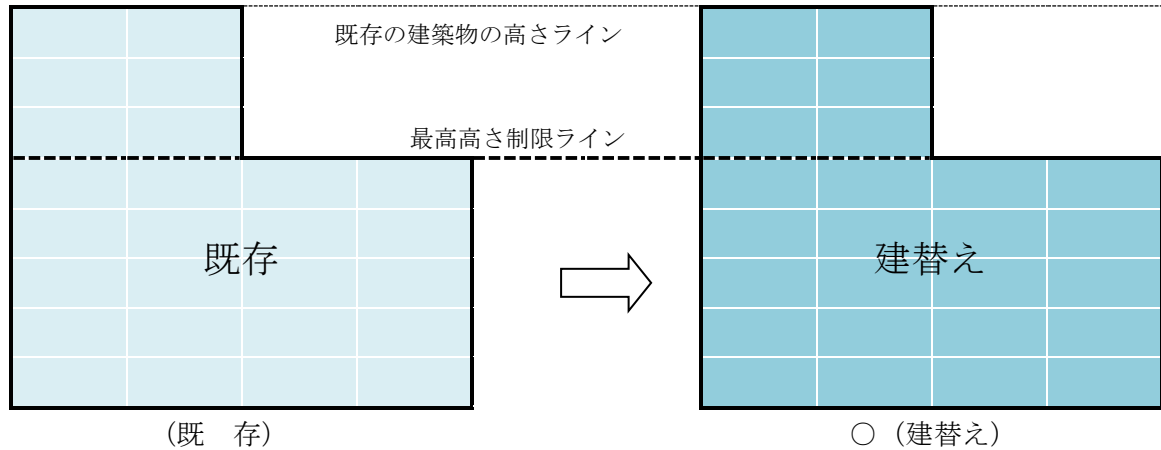 既存の建築物の高さライン
最高高さ制限ライン
既存
建替え
（既　存）
○（建替え）